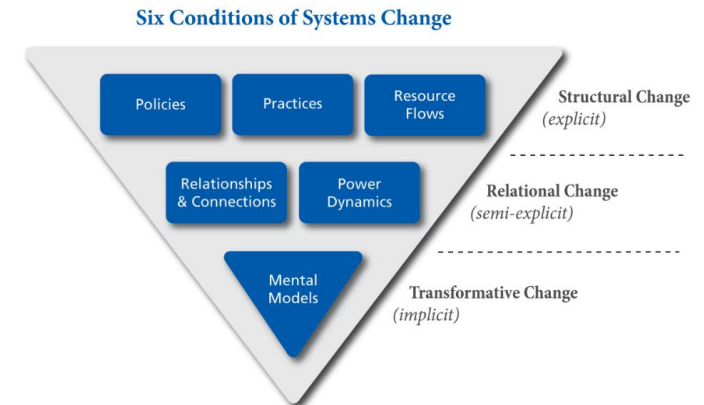 Six Conditions of Systems Change
Policies
Practices
Resource
Flows
Structural Change
(explicit)
Relationships
& Connections
Power
Dynamics
Relational Change
(semi-explicit)
Mental
Models
Transformative Change
(implicit)